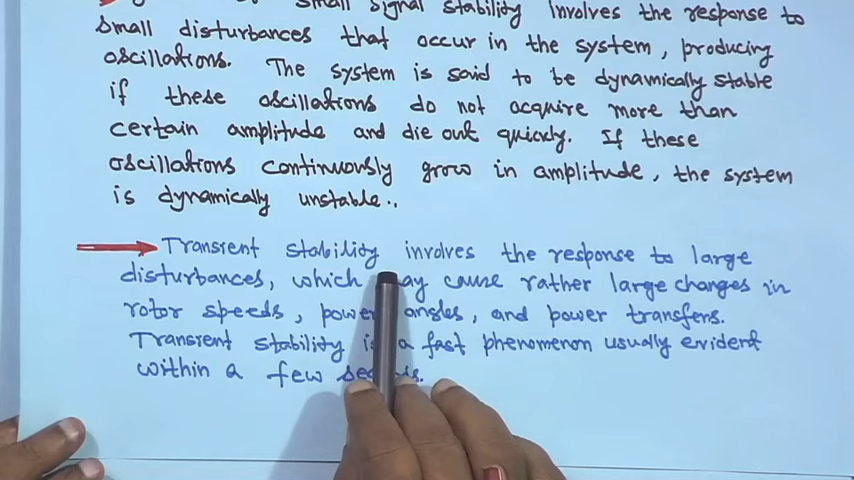 small signal stability involves the response to
small disturbances that occur in the system, producing
oscillations. The system is said to be dynamically stable
if these oscillations do not acquire more than
certain amplitude and die out quickly. If these
oscillations continuously grow in amplitude, the system
is dynamically unstable..
Transient stability involves the response to large
disturbances, which may cause rather large changes in
rotor speeds, power angles, and power transfers.
Transient stability is a fast phenomenon usually evident
within a few seconds.